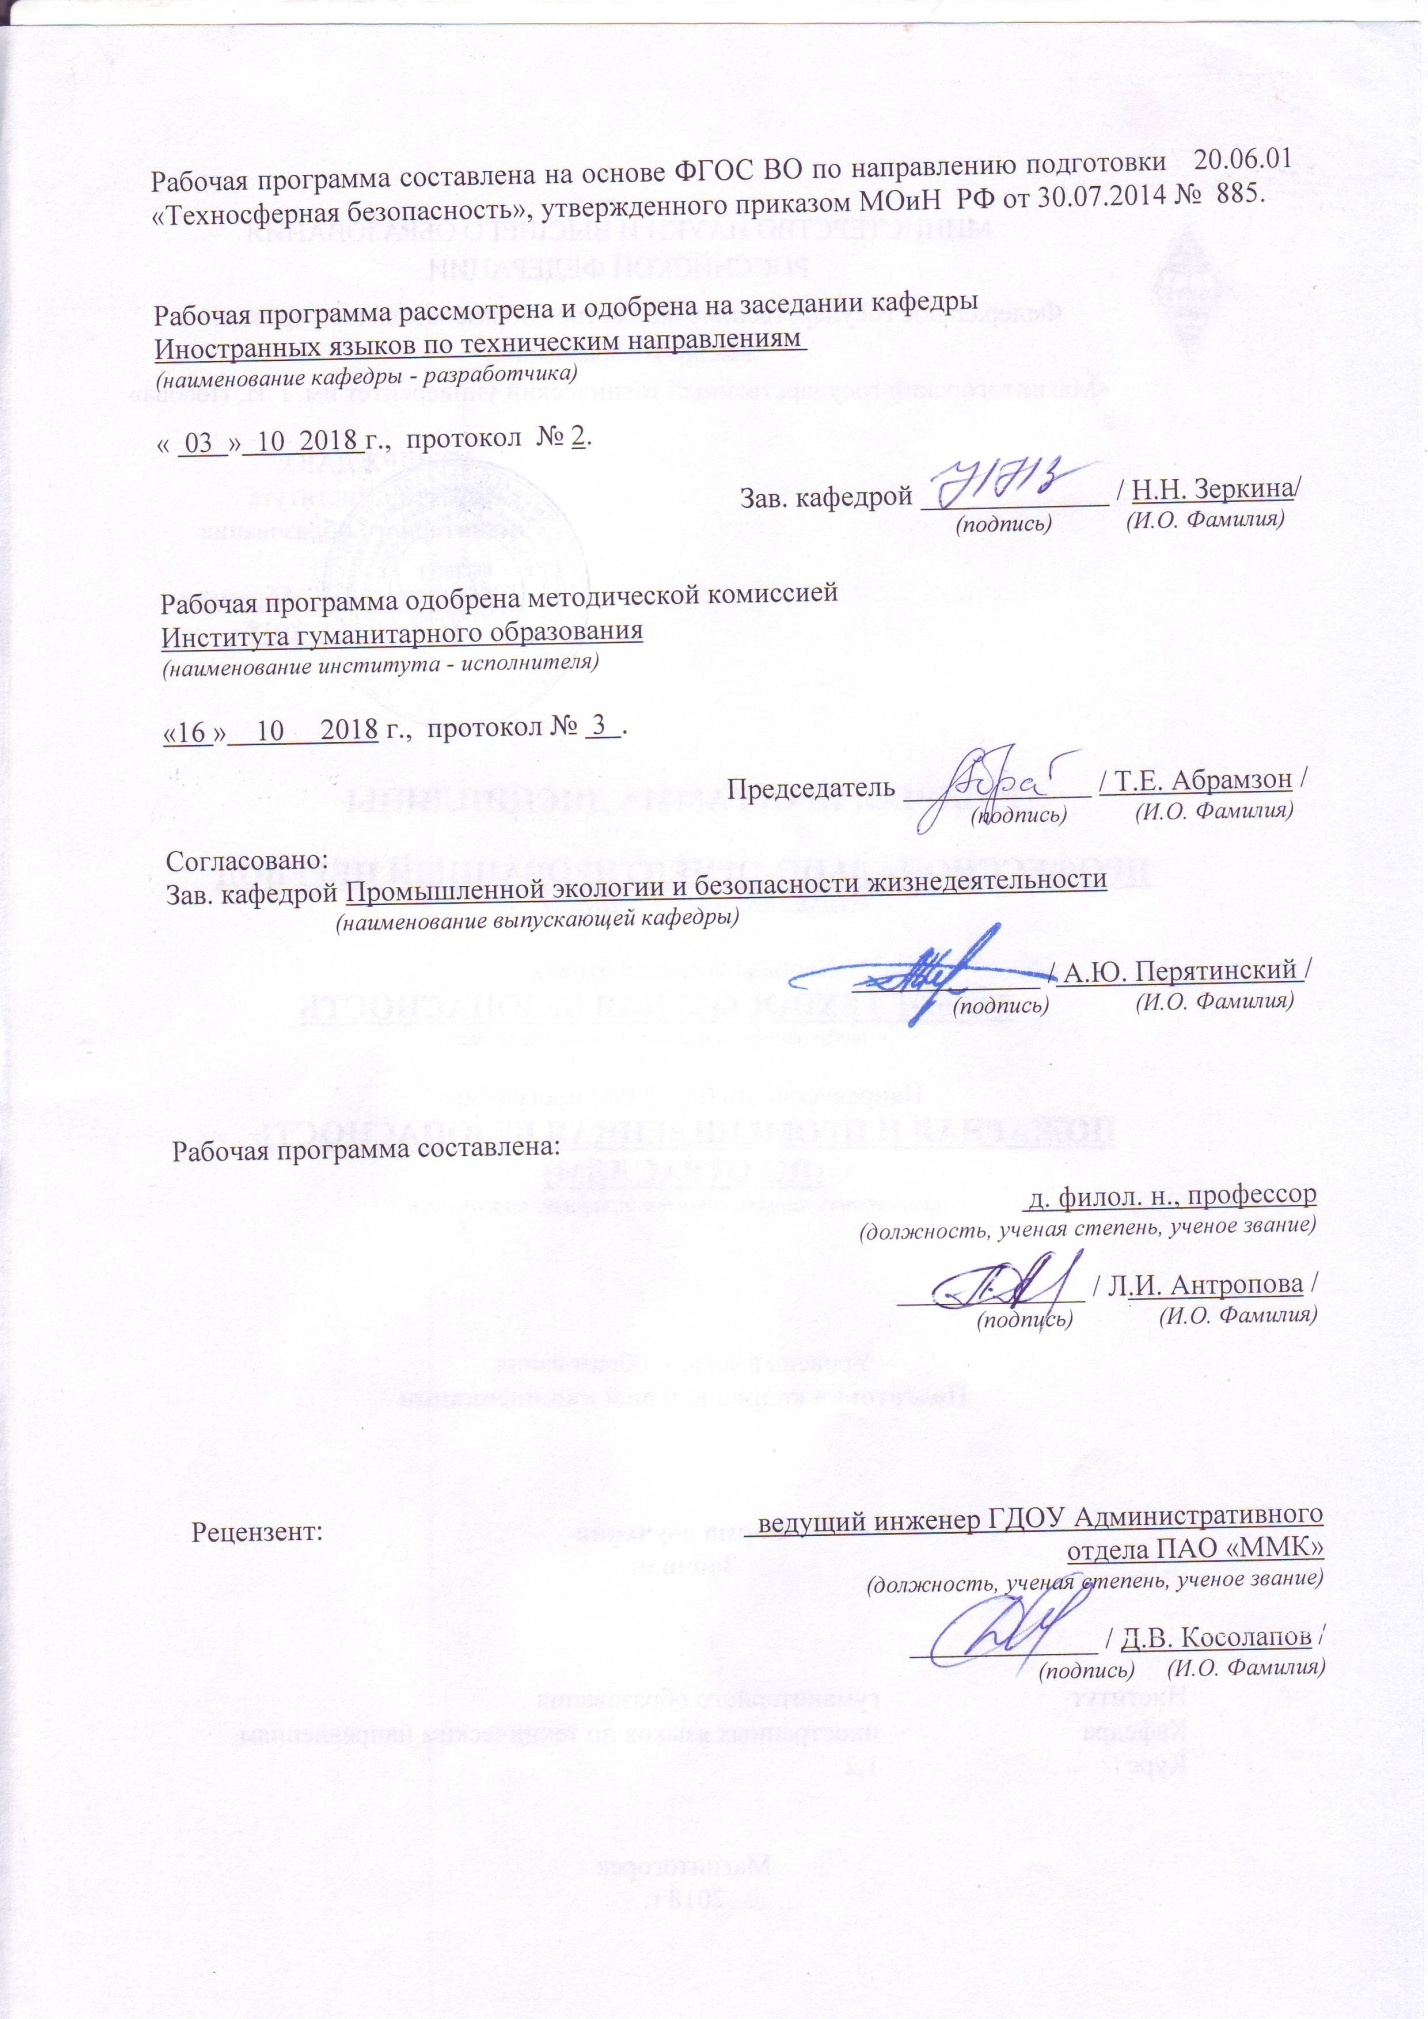 Рабочая программа составлена на основе ФГОС ВО по направлению подготовки 20.06.01
«Техносферная безопасность», утвержденного приказом МОиН РФ от 30.07.2014 № 885.
Рабочая программа рассмотрена и одобрена на заседании кафедры
Иностранных языков по техническим направлениям
(наименование кафедры - разработчика)
« 03 » 10 2018 г., протокол № 2.
Зав. кафедрой ____________ / Н.Н. Зеркина/
(подпись) (И.О. Фамилия)
Рабочая программа одобрена методической комиссией
Института гуманитарного образования
(наименование института - исполнителя)
«16 » 10 2018 г., протокол № 3 .
Председатель ____________ / Т.Е. Абрамзон /
(подпись) (И.О. Фамилия)
Согласовано:
Зав. кафедрой Промышленной экологии и безопасности жизнедеятельности
(наименование выпускающей кафедры)
____________ / А.Ю. Перятинский /
(подпись) (И.О. Фамилия)
Рабочая программа составлена:
д. филол. н., профессор
(должность, ученая степень, ученое звание)
____________ / Л.И. Антропова /
(подпись) (И.О. Фамилия)
Рецензент: ведущий инженер ГДОУ Административного
отдела ПАО «ММК»
(должность, ученая степень, ученое звание)
____________ / Д.В. Косолапов /
(подпись) (И.О. Фамилия)